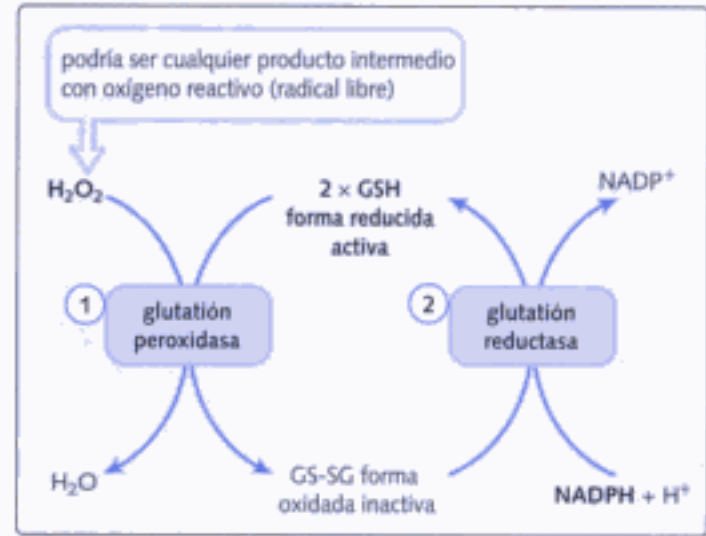 podría ser cualquier producto intermedio
con oxígeno reactivo (radical libre)
H₂O₂
2 × GSH
forma reducida
activa
NADP⁺
1
glutatión
peroxidasa
2
glutatión
reductasa
H₂O
GS-SG forma
oxidada inactiva
NADPH + H⁺